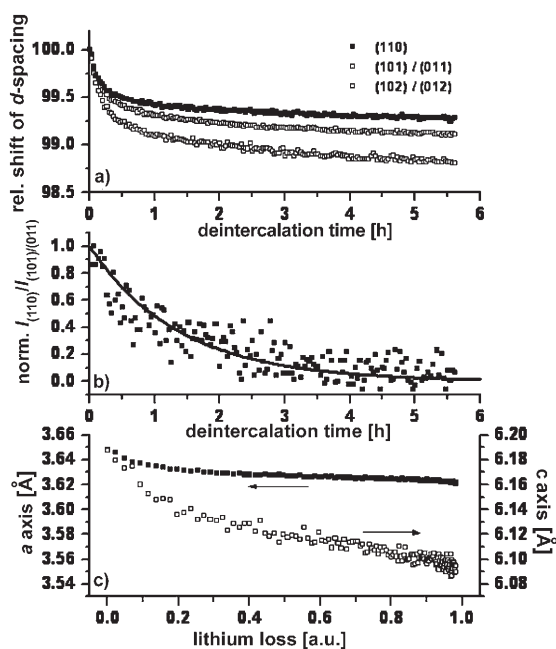 rel. shift of d-spacing
100.0
99.5
99.0
98.5
(110)
(101) / (011)
(102) / (012)
a)
0 1 2 3 4 5 6
deintercalation time [h]
norm. I(110)/I(101)/(011)
1.0
0.8
0.6
0.4
0.2
0.0
b)
0 1 2 3 4 5 6
deintercalation time [h]
a axis [Å]
3.66
3.64
3.62
3.60
3.58
3.56
3.54
c)
6.20
6.18
6.16
6.14
6.12
6.10
6.08
c axis [Å]
0.0 0.2 0.4 0.6 0.8 1.0
lithium loss [a.u.]